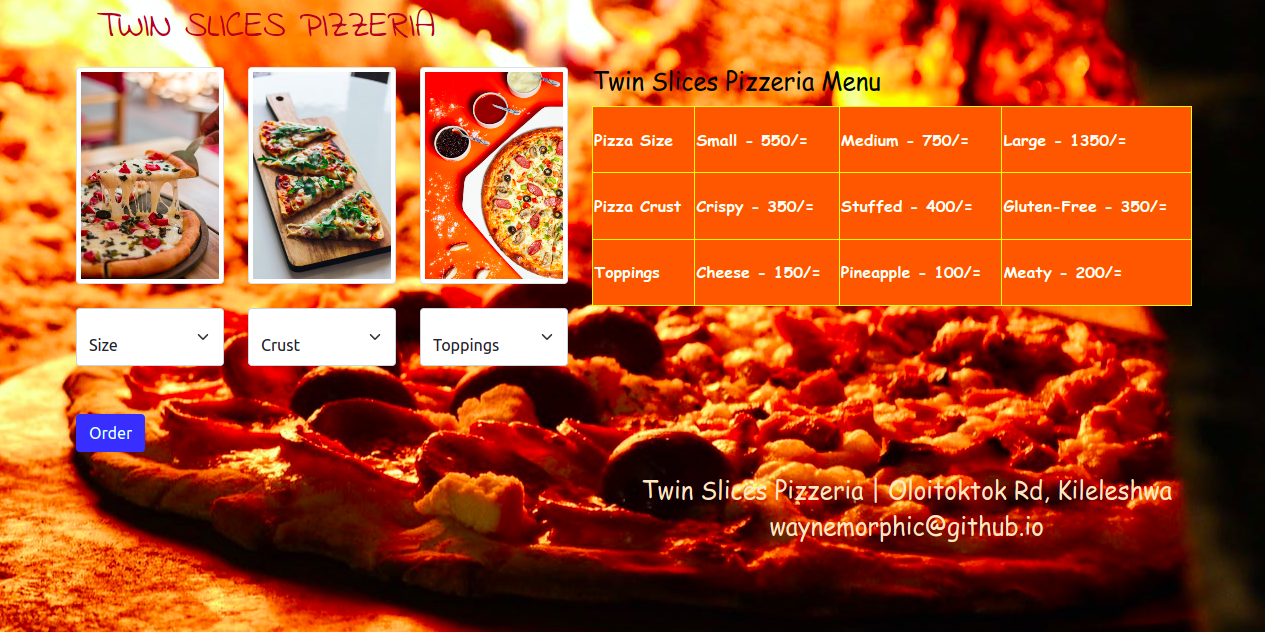 TWIN SLICES PIZZERIA
Twin Slices Pizzeria Menu
Pizza Size Small - 550/= Medium - 750/= Large - 1350/=
Pizza Crust Crispy - 350/= Stuffed - 400/= Gluten-Free - 350/=
Toppings Cheese - 150/= Pineapple - 100/= Meaty - 200/=
Size Crust Toppings
Order
Twin Slices Pizzeria | Oloitoktok Rd, Kileleshwa
waynemorphic@github.io